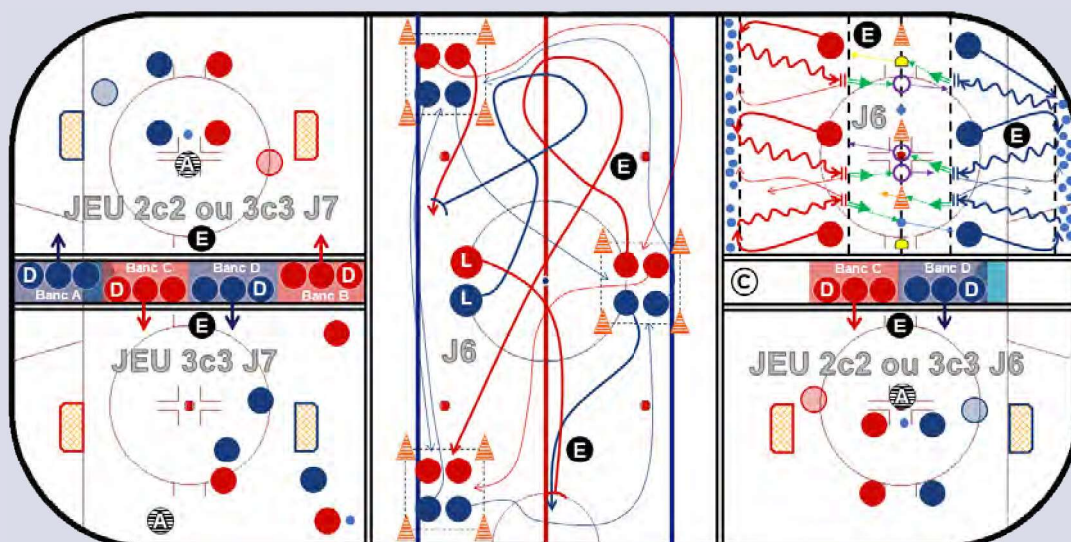 E
J6
E
A
JEU 2c2 ou 3c3 J7
E
E
D Banc C Banc D D
Banc A D D Banc B
L
L
J6
C
Banc C Banc D
D D
E
E
JEU 3c3 J7
JEU 2c2 ou 3c3 J6
A
E
A